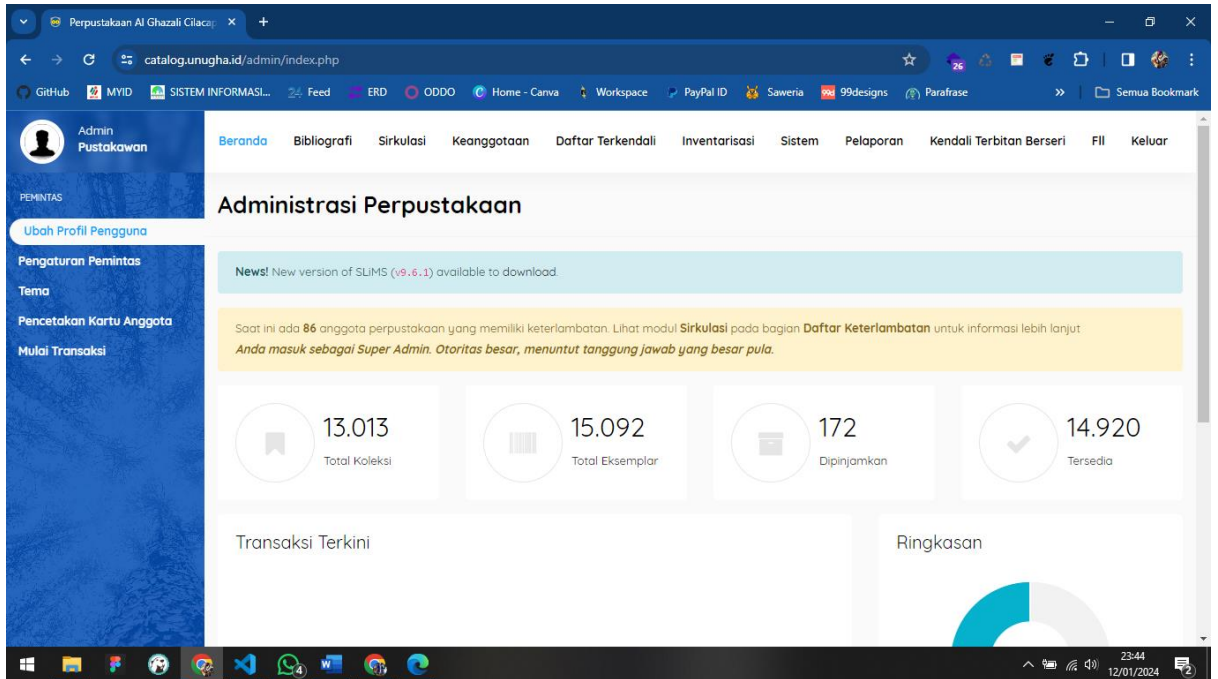 Perpustakaan Al Ghazali Cilacap
catalog.unugha.id/admin/index.php
26
GitHub MYID SISTEM INFORMASI... Feed ERD ODDO Home - Canva Workspace PayPal ID Saweria 99designs Parafrase » Semua Bookmark
Admin
Pustakawan
Beranda Bibliografi Sirkulasi Keanggotaan Daftar Terkendali Inventarisasi Sistem Pelaporan Kendali Terbitan Berseri Fll Keluar
PEMINTAS
Ubah Profil Pengguna
Pengaturan Pemintas
Tema
Pencetakan Kartu Anggota
Mulai Transaksi
Administrasi Perpustakaan
News! New version of SLiMS (v9.6.1) available to download.
Saat ini ada 86 anggota perpustakaan yang memiliki keterlambatan. Lihat modul Sirkulasi pada bagian Daftar Keterlambatan untuk informasi lebih lanjut
Anda masuk sebagai Super Admin. Otoritas besar, menuntut tanggung jawab yang besar pula.
13.013
Total Koleksi
15.092
Total Eksemplar
172
Dipinjamkan
14.920
Tersedia
Transaksi Terkini
Ringkasan
4
23:44
12/01/2024
2